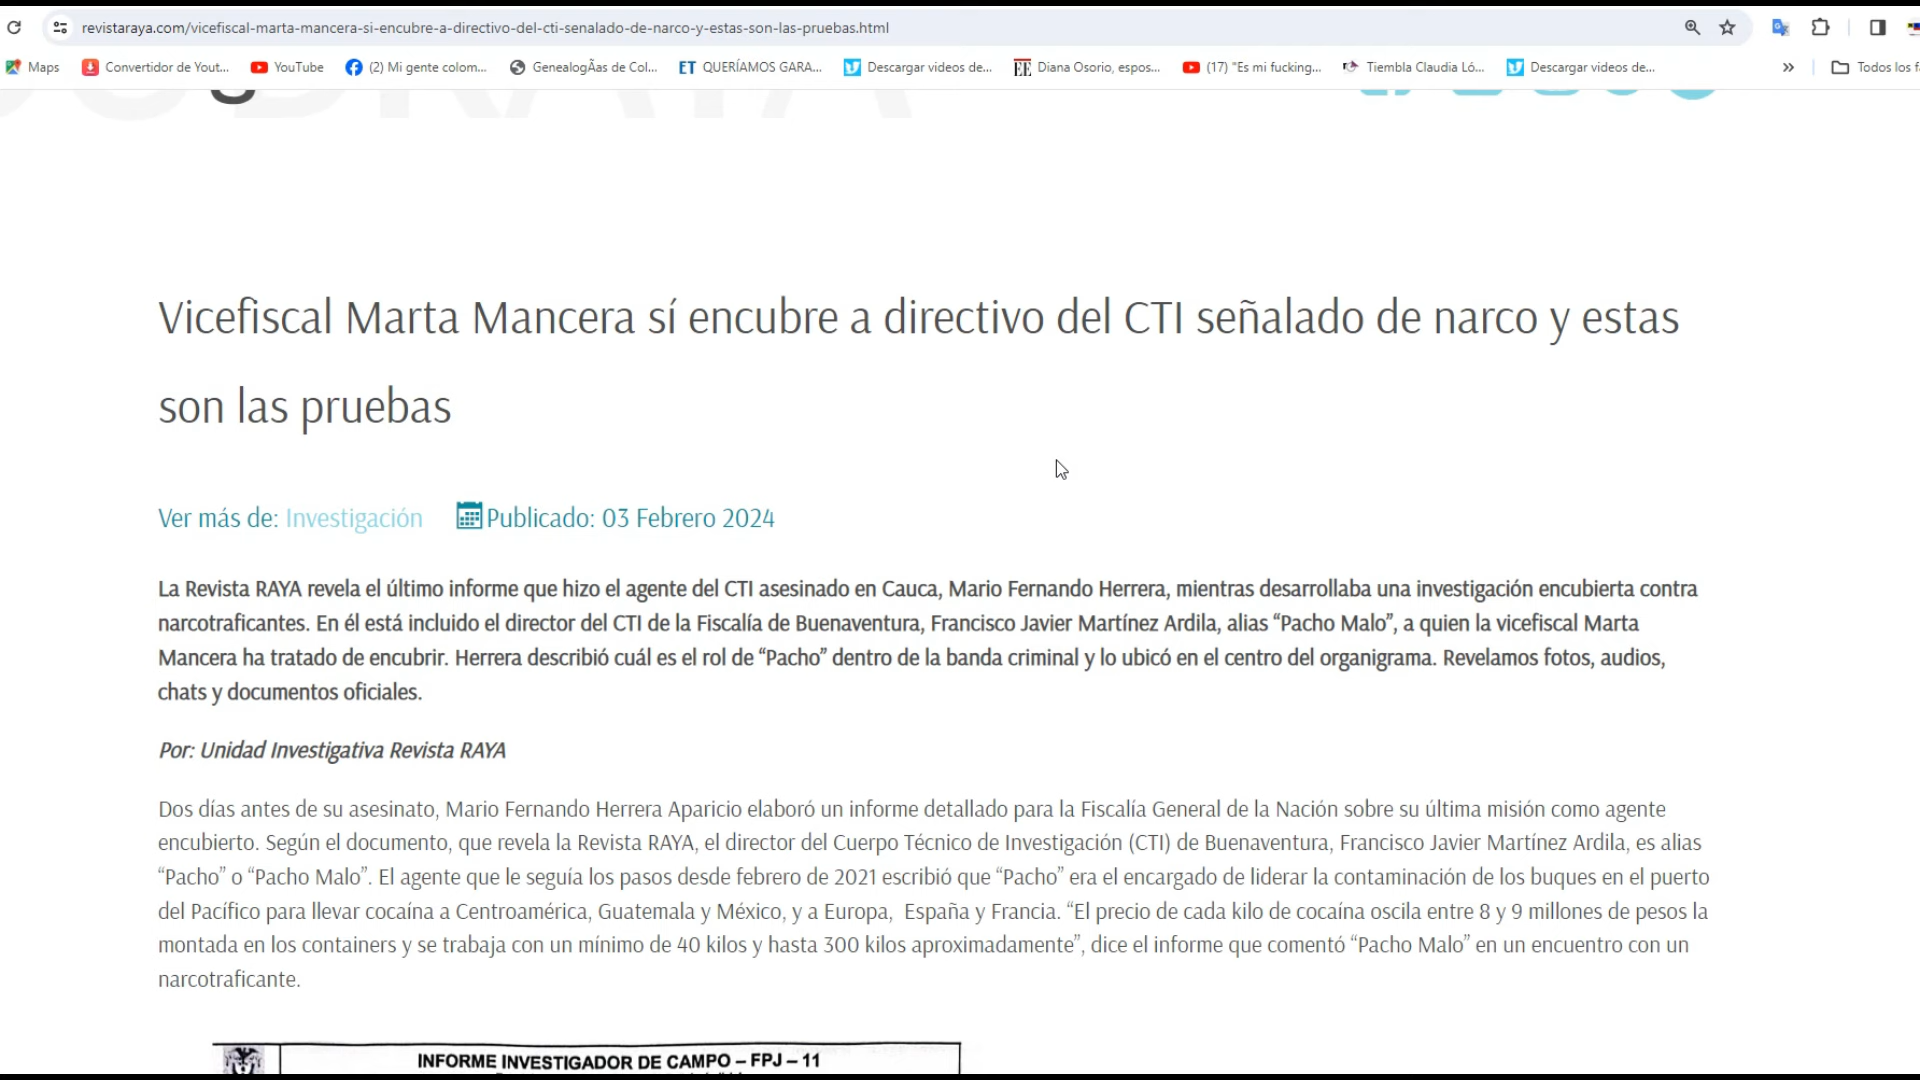 revistaraya.com/vicefiscal-marta-mancera-si-encubre-a-directivo-del-cti-senalado-de-narco-y-estas-son-las-pruebas.html
Maps Convertidor de Yout... YouTube (2) Mi gente colom... GenealogÃas de Col... ET QUERÍAMOS GARA... Descargar videos de... EE Diana Osorio, espos... (17) "Es mi fucking... Tiembla Claudia Ló... Descargar videos de... » Todos los f
Vicefiscal Marta Mancera sí encubre a directivo del CTI señalado de narco y estas
son las pruebas
Ver más de: Investigación Publicado: 03 Febrero 2024
La Revista RAYA revela el último informe que hizo el agente del CTI asesinado en Cauca, Mario Fernando Herrera, mientras desarrollaba una investigación encubierta contra
narcotraficantes. En él está incluido el director del CTI de la Fiscalía de Buenaventura, Francisco Javier Martínez Ardila, alias “Pacho Malo”, a quien la vicefiscal Marta
Mancera ha tratado de encubrir. Herrera describió cuál es el rol de “Pacho” dentro de la banda criminal y lo ubicó en el centro del organigrama. Revelamos fotos, audios,
chats y documentos oficiales.
Por: Unidad Investigativa Revista RAYA
Dos días antes de su asesinato, Mario Fernando Herrera Aparicio elaboró un informe detallado para la Fiscalía General de la Nación sobre su última misión como agente
encubierto. Según el documento, que revela la Revista RAYA, el director del Cuerpo Técnico de Investigación (CTI) de Buenaventura, Francisco Javier Martínez Ardila, es alias
“Pacho” o “Pacho Malo”. El agente que le seguía los pasos desde febrero de 2021 escribió que “Pacho” era el encargado de liderar la contaminación de los buques en el puerto
del Pacífico para llevar cocaína a Centroamérica, Guatemala y México, y a Europa, España y Francia. “El precio de cada kilo de cocaína oscila entre 8 y 9 millones de pesos la
montada en los containers y se trabaja con un mínimo de 40 kilos y hasta 300 kilos aproximadamente”, dice el informe que comentó “Pacho Malo” en un encuentro con un
narcotraficante.
INFORME INVESTIGADOR DE CAMPO – FPJ – 11